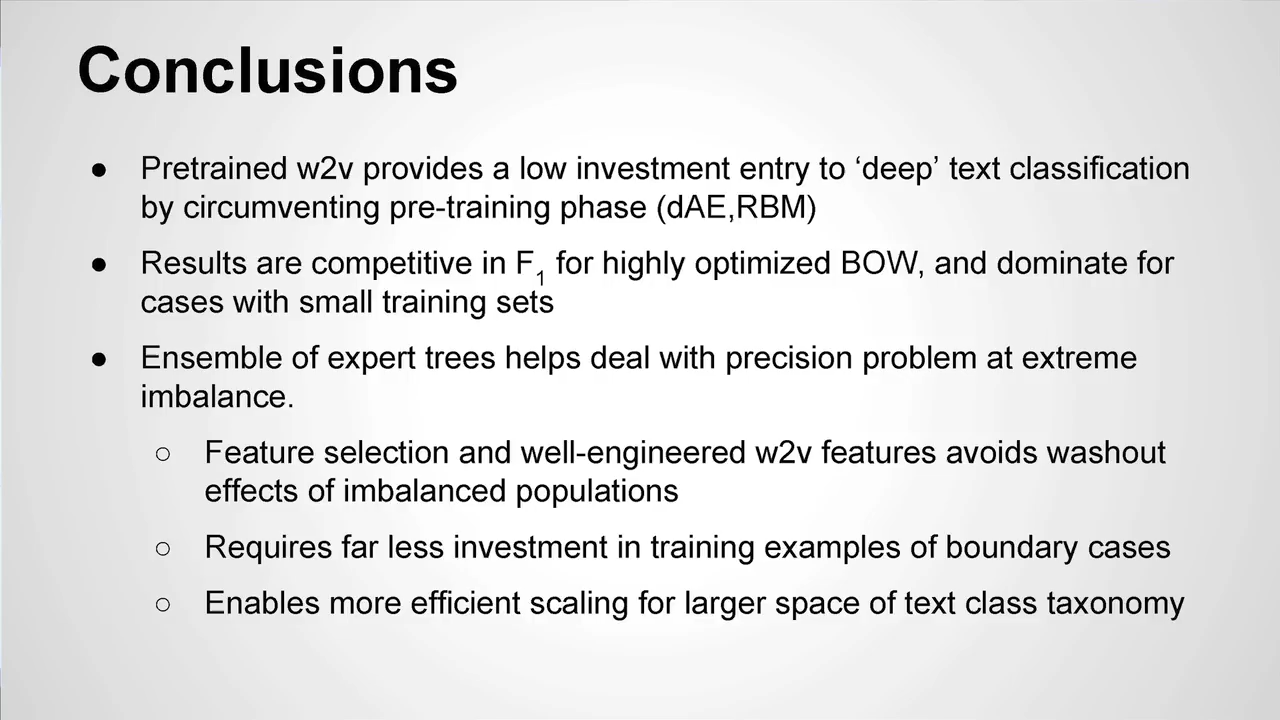 Conclusions
● Pretrained w2v provides a low investment entry to ‘deep’ text classification
by circumventing pre-training phase (dAE,RBM)
● Results are competitive in F1 for highly optimized BOW, and dominate for
cases with small training sets
● Ensemble of expert trees helps deal with precision problem at extreme
imbalance.
○ Feature selection and well-engineered w2v features avoids washout
effects of imbalanced populations
○ Requires far less investment in training examples of boundary cases
○ Enables more efficient scaling for larger space of text class taxonomy